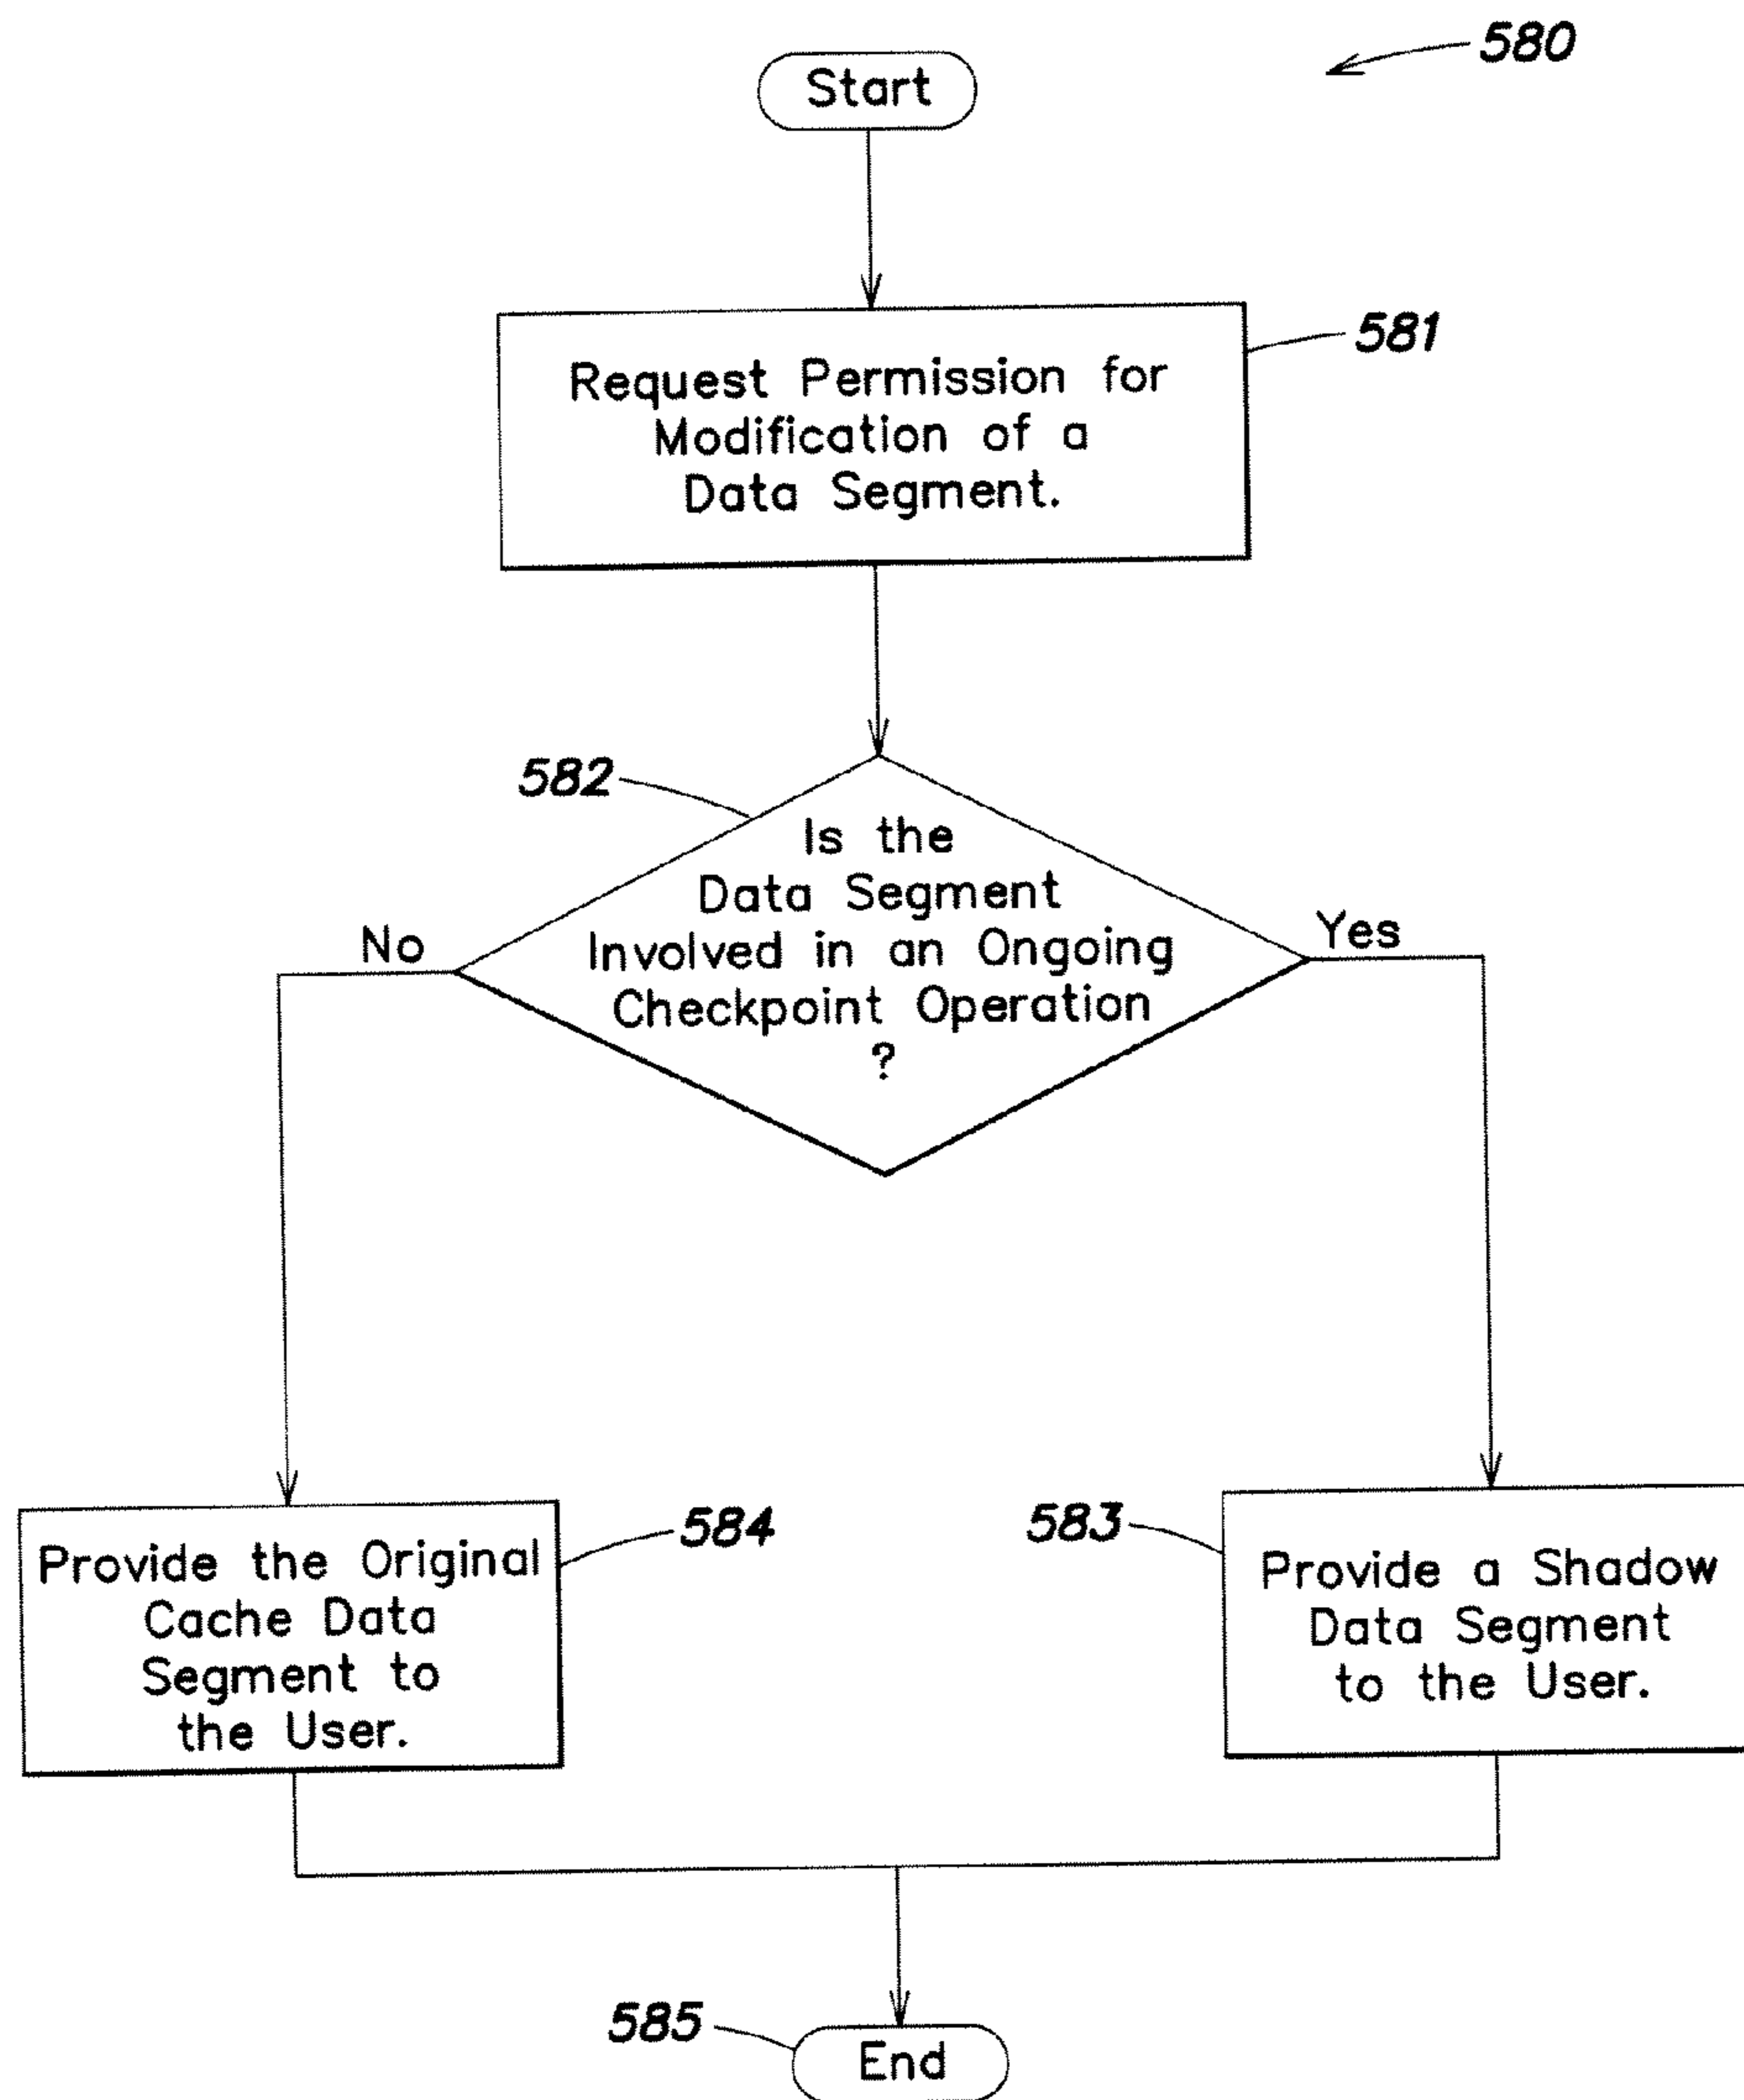 580
Start
581
Request Permission for
Modification of a
Data Segment.
582
Is the
Data Segment
Involved in an Ongoing
Checkpoint Operation
?
No
Yes
584
Provide the Original
Cache Data
Segment to
the User.
583
Provide a Shadow
Data Segment
to the User.
585
End